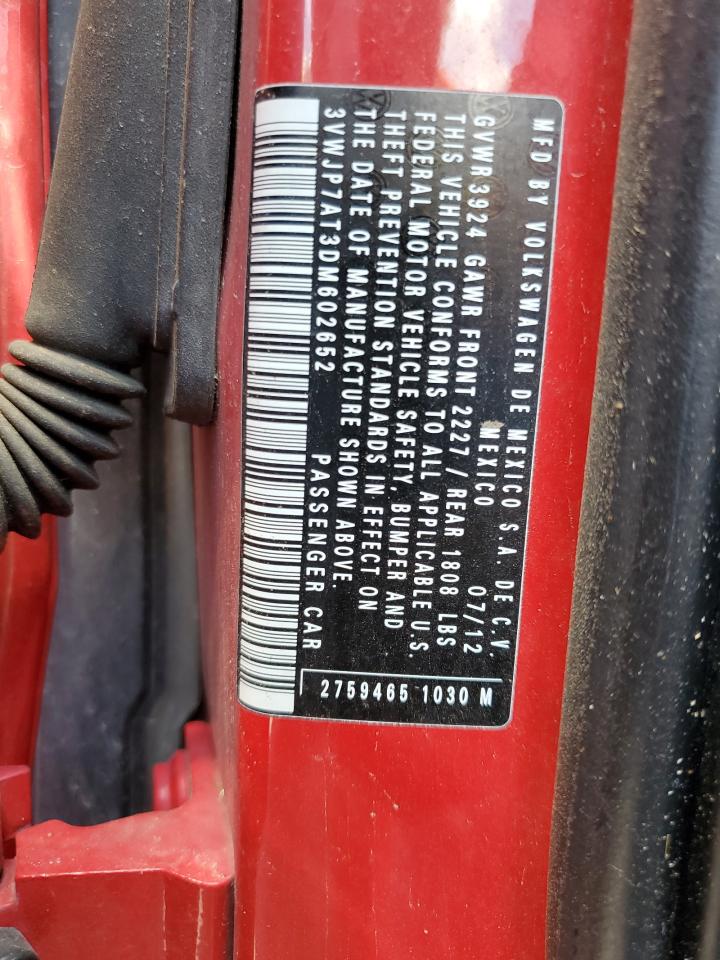 MFD BY VOLKSWAGEN DE MEXICO S.A. DE C.V
MEXICO 07/12
GVWR3924 GAWR FRONT 2227 / REAR 1808 LBS
THIS VEHICLE CONFORMS TO ALL APPLICABLE U.S.
FEDERAL MOTOR VEHICLE SAFETY, BUMPER AND
THEFT PREVENTION STANDARDS IN EFFECT ON
THE DATE OF MANUFACTURE SHOWN ABOVE.
3VWJP7AT3DM602652 PASSENGER CAR
2759465 1030 M